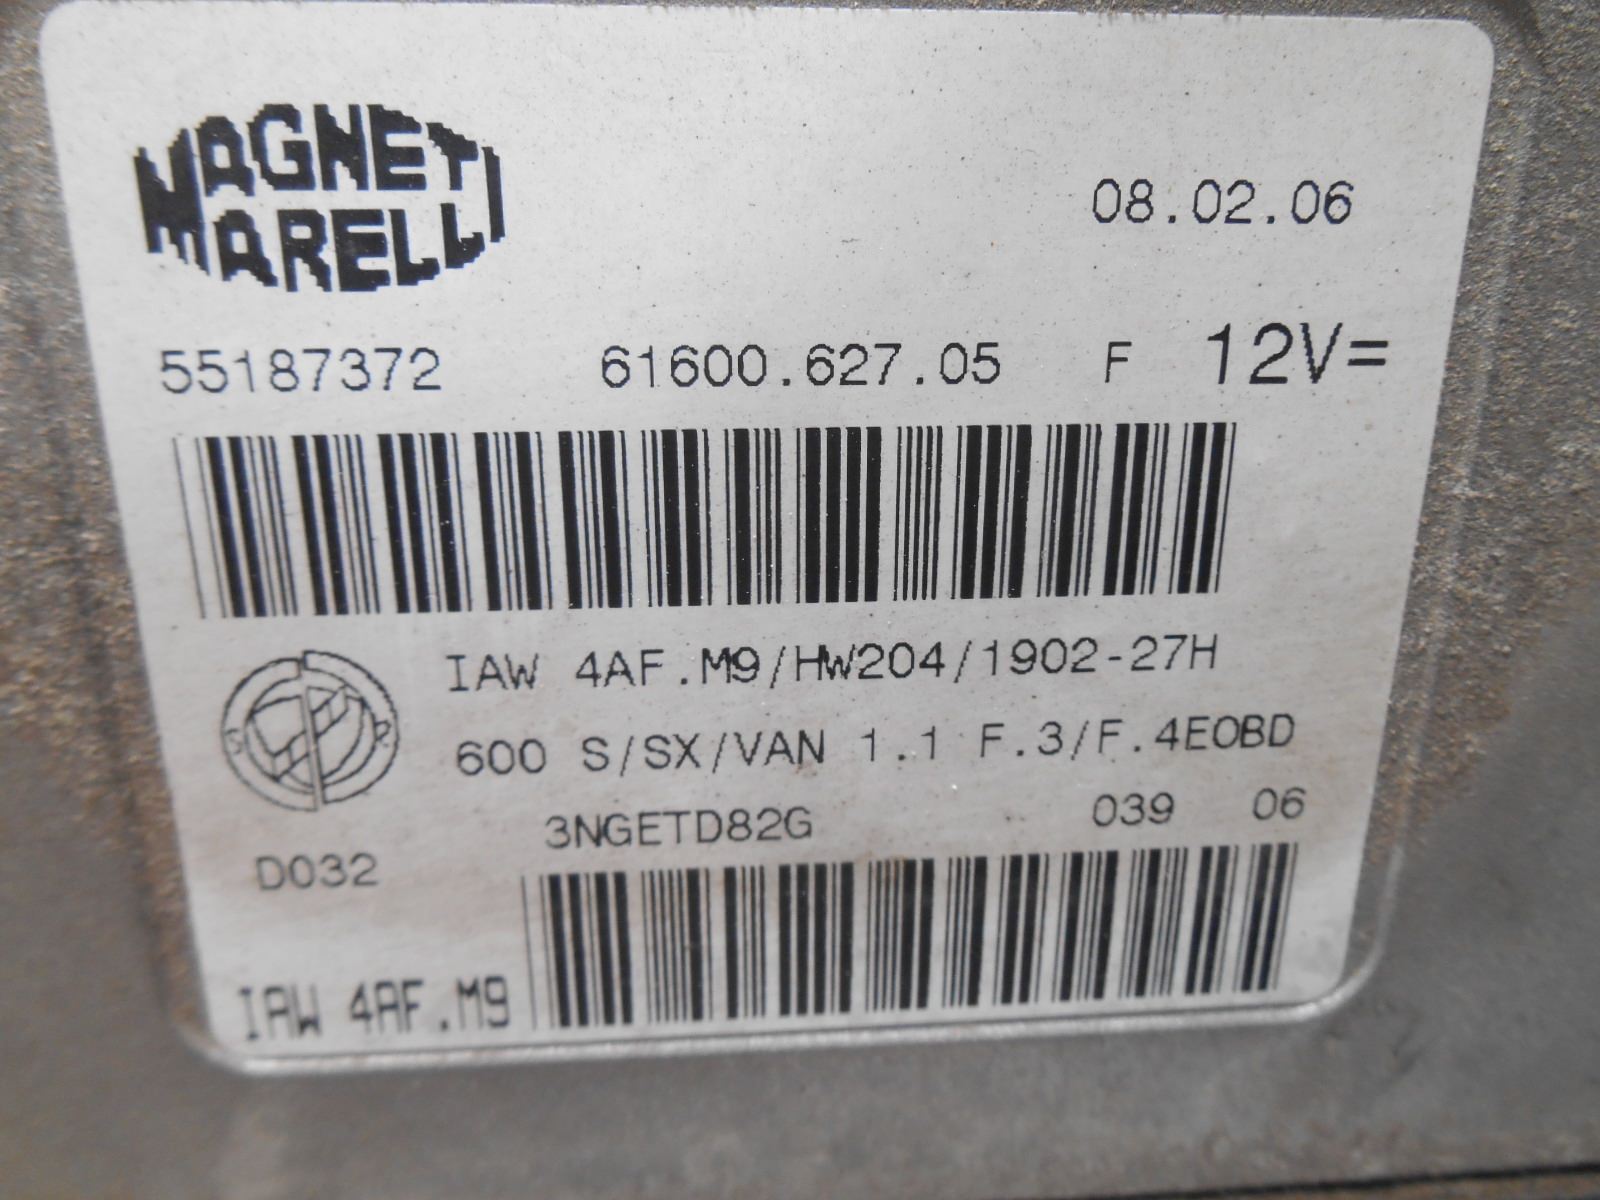 MAGNETI
MARELLI
08.02.06
55187372 61600.627.05 F 12V=
IAW 4AF.M9/HW204/1902-27H
600 S/SX/VAN 1.1 F.3/F.4EOBD
3NGETD82G 039 06
D032
IAW 4AF.M9